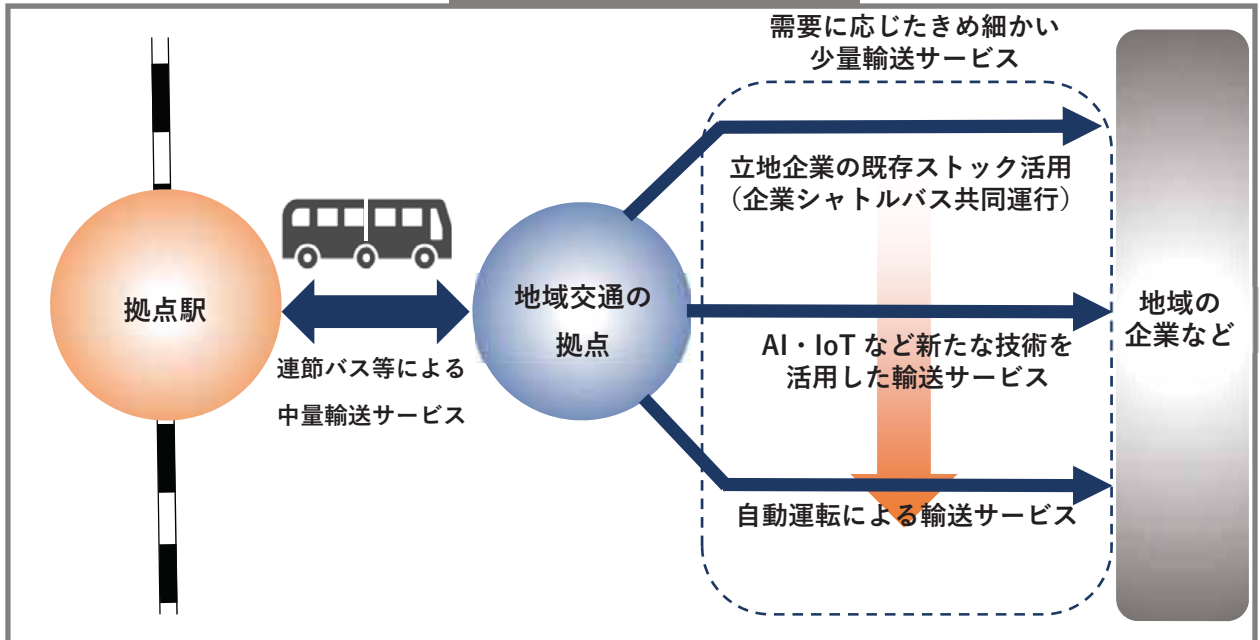 需要に応じたきめ細かい
少量輸送サービス
拠点駅
連節バス等による
中量輸送サービス
地域交通の
拠点
立地企業の既存ストック活用
（企業シャトルバス共同運行）
AI・IoT など新たな技術を
活用した輸送サービス
自動運転による輸送サービス
地域の
企業など